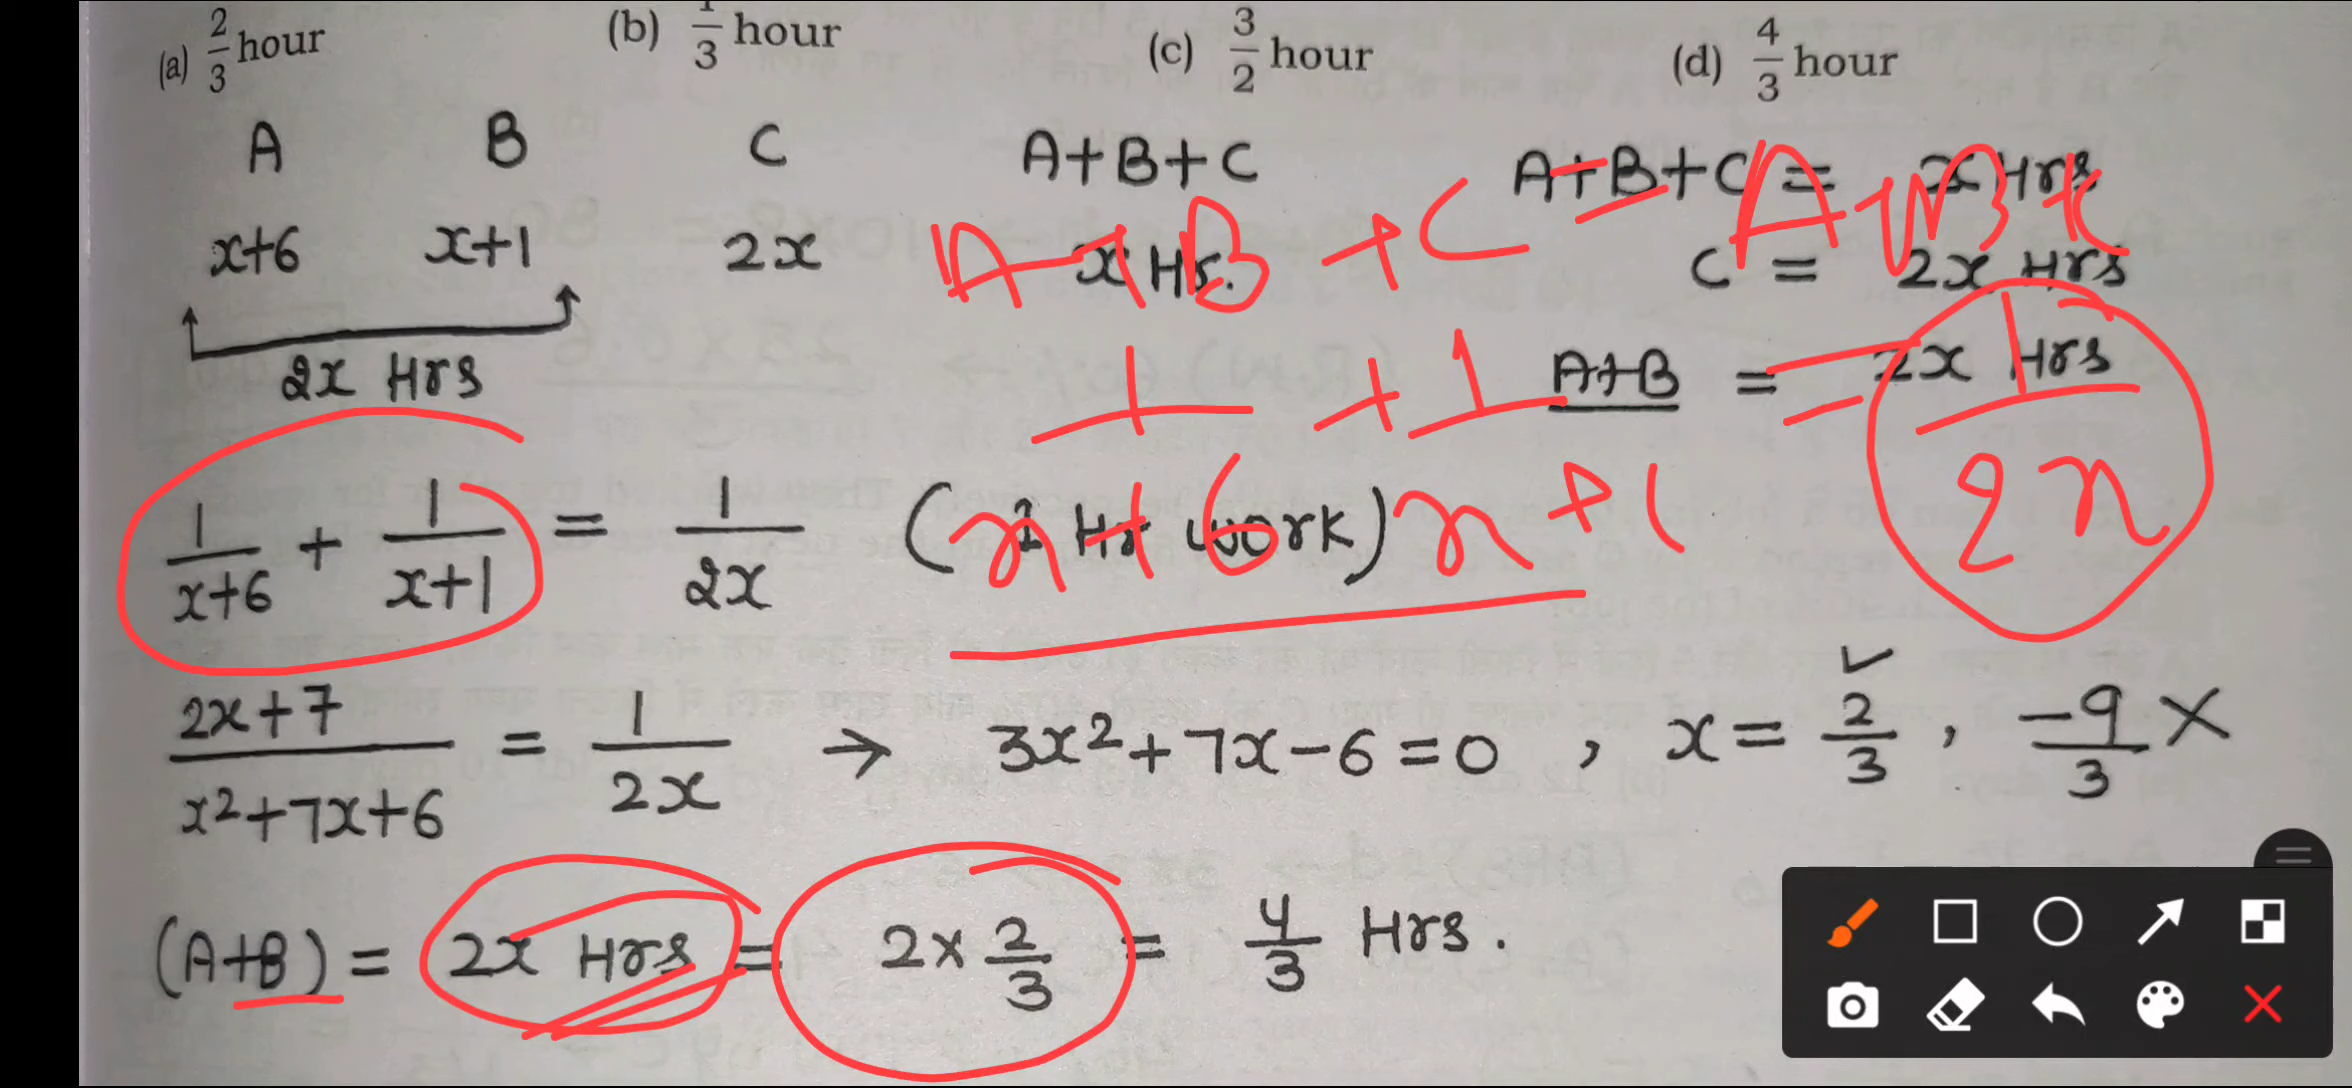 (a) 2/3 hour (b) 1/3 hour (c) 3/2 hour (d) 4/3 hour
A B C A+B+C A+B+C = x Hrs
x+6 x+1 2x x Hr. C = 2x Hrs
A+B+C A+B+C
2x Hrs A+B = 2x Hrs
1/x+6 + 1/x+1 = 1/2x (1 Hr work)
1/x+6 + 1/x+1 = 1/2x
2x+7/x²+7x+6 = 1/2x → 3x²+7x-6=0 , x = 2/3 ✓, -9/3 ×
(A+B) = 2x Hrs = 2×2/3 = 4/3 Hrs.